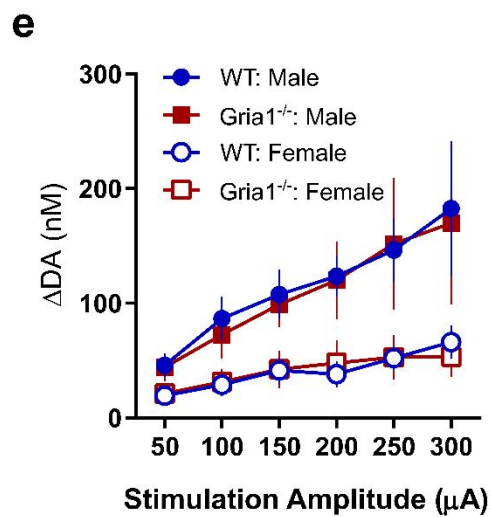 e
WT: Male
Gria1-/-: Male
WT: Female
Gria1-/-: Female
ΔDA (nM)
300
200
100
0
50 100 150 200 250 300
Stimulation Amplitude (μA)